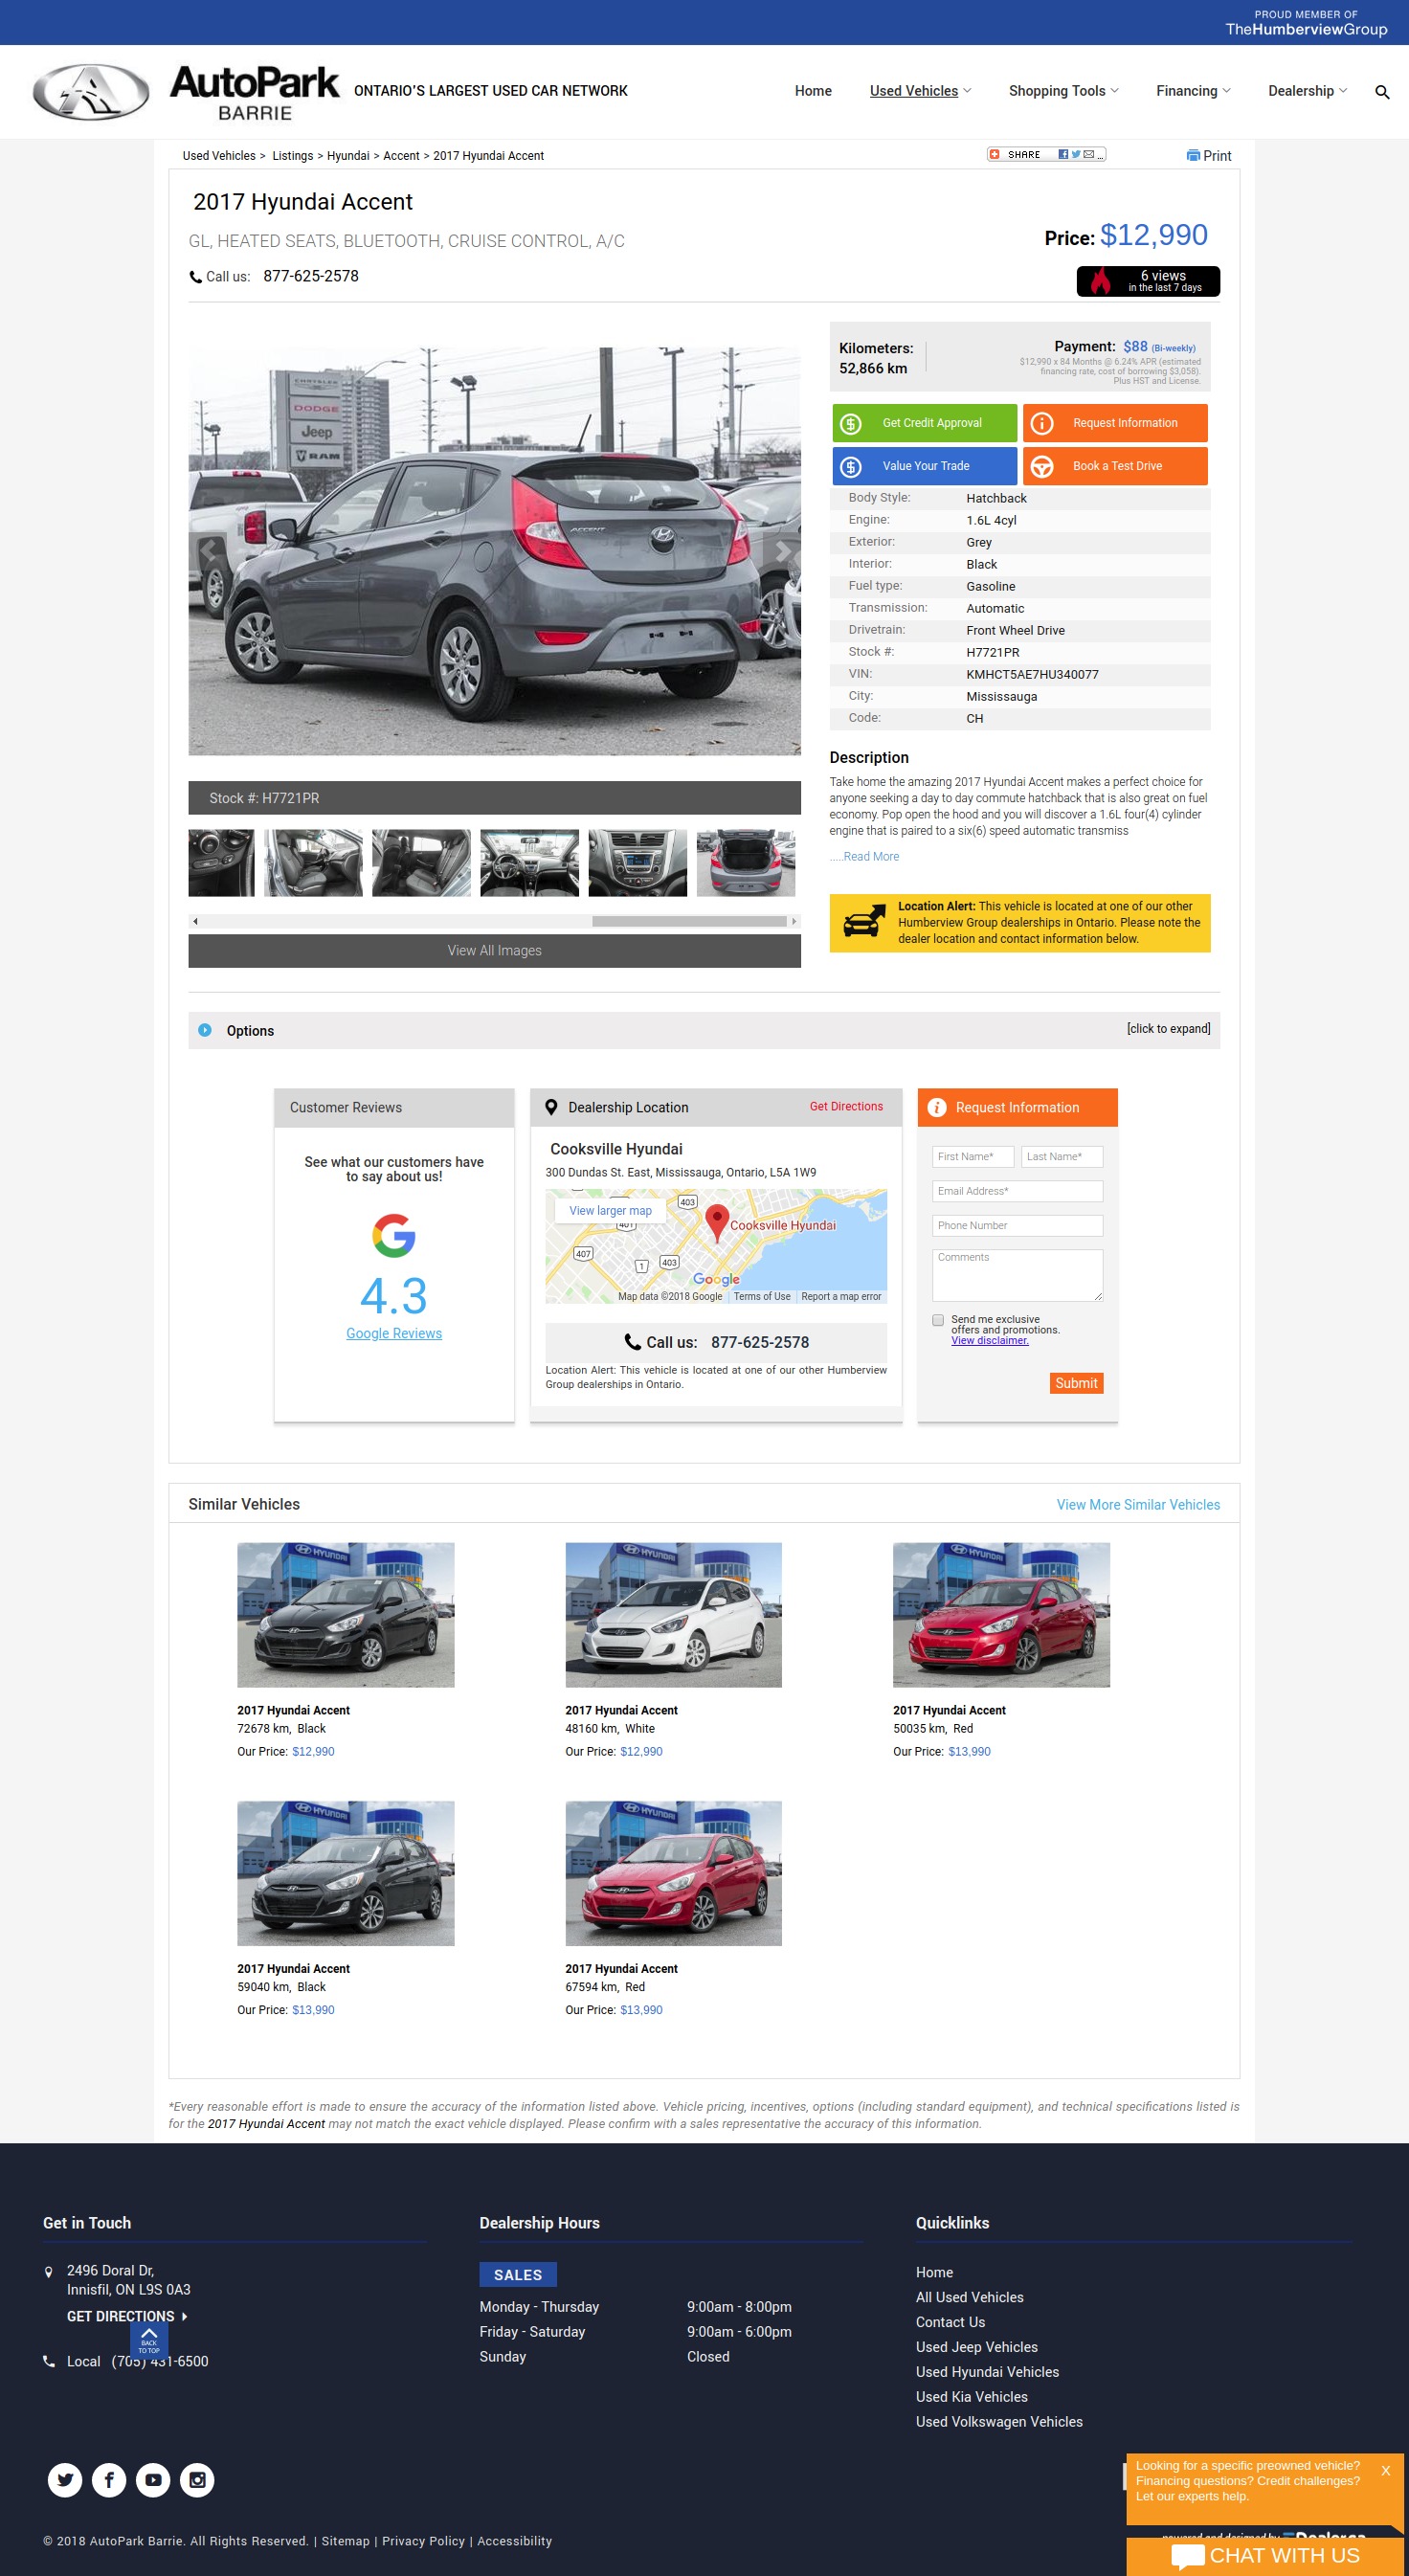 PROUD MEMBER OF
TheHumberviewGroup
AutoPark
BARRIE
ONTARIO'S LARGEST USED CAR NETWORK
Home
Used Vehicles
Shopping Tools
Financing
Dealership
Used Vehicles > Listings > Hyundai > Accent > 2017 Hyundai Accent
SHARE
Print
2017 Hyundai Accent
GL, HEATED SEATS, BLUETOOTH, CRUISE CONTROL, A/C
Price: $12,990
Call us: 877-625-2578
6 views
in the last 7 days
CHRYSLER
DODGE
Jeep
RAM
ACCENT
Kilometers:
52,866 km
Payment: $88 (Bi-weekly)
$12,990 x 84 Months @ 6.24% APR (estimated
financing rate, cost of borrowing $3,058).
Plus HST and License.
Get Credit Approval
Request Information
Value Your Trade
Book a Test Drive
Body Style: Hatchback
Engine: 1.6L 4cyl
Exterior: Grey
Interior: Black
Fuel type: Gasoline
Transmission: Automatic
Drivetrain: Front Wheel Drive
Stock #: H7721PR
VIN: KMHCT5AE7HU340077
City: Mississauga
Code: CH
Description
Take home the amazing 2017 Hyundai Accent makes a perfect choice for
anyone seeking a day to day commute hatchback that is also great on fuel
economy. Pop open the hood and you will discover a 1.6L four(4) cylinder
engine that is paired to a six(6) speed automatic transmiss
.....Read More
Stock #: H7721PR
View All Images
Location Alert: This vehicle is located at one of our other
Humberview Group dealerships in Ontario. Please note the
dealer location and contact information below.
Options
[click to expand]
Customer Reviews
See what our customers have
to say about us!
4.3
Google Reviews
Dealership Location
Get Directions
Cooksville Hyundai
300 Dundas St. East, Mississauga, Ontario, L5A 1W9
View larger map
403
401
407
1
403
Cooksville Hyundai
Google
Map data ©2018 Google
Terms of Use
Report a map error
Call us: 877-625-2578
Location Alert: This vehicle is located at one of our other Humberview
Group dealerships in Ontario.
Request Information
First Name*
Last Name*
Email Address*
Phone Number
Comments
Send me exclusive
offers and promotions.
View disclaimer.
Submit
Similar Vehicles
View More Similar Vehicles
HYUNDAI
HYUNDAI
HYUNDAI
2017 Hyundai Accent
72678 km, Black
Our Price: $12,990
2017 Hyundai Accent
48160 km, White
Our Price: $12,990
2017 Hyundai Accent
50035 km, Red
Our Price: $13,990
HYUNDAI
HYUNDAI
2017 Hyundai Accent
59040 km, Black
Our Price: $13,990
2017 Hyundai Accent
67594 km, Red
Our Price: $13,990
*Every reasonable effort is made to ensure the accuracy of the information listed above. Vehicle pricing, incentives, options (including standard equipment), and technical specifications listed is
for the 2017 Hyundai Accent may not match the exact vehicle displayed. Please confirm with a sales representative the accuracy of this information.
Get in Touch
2496 Doral Dr,
Innisfil, ON L9S 0A3
GET DIRECTIONS
BACK
TO TOP
Local (705) 431-6500
Dealership Hours
SALES
Monday - Thursday 9:00am - 8:00pm
Friday - Saturday 9:00am - 6:00pm
Sunday Closed
Quicklinks
Home
All Used Vehicles
Contact Us
Used Jeep Vehicles
Used Hyundai Vehicles
Used Kia Vehicles
Used Volkswagen Vehicles
Looking for a specific preowned vehicle?
Financing questions? Credit challenges?
Let our experts help.
X
© 2018 AutoPark Barrie. All Rights Reserved. | Sitemap | Privacy Policy | Accessibility
CHAT WITH US